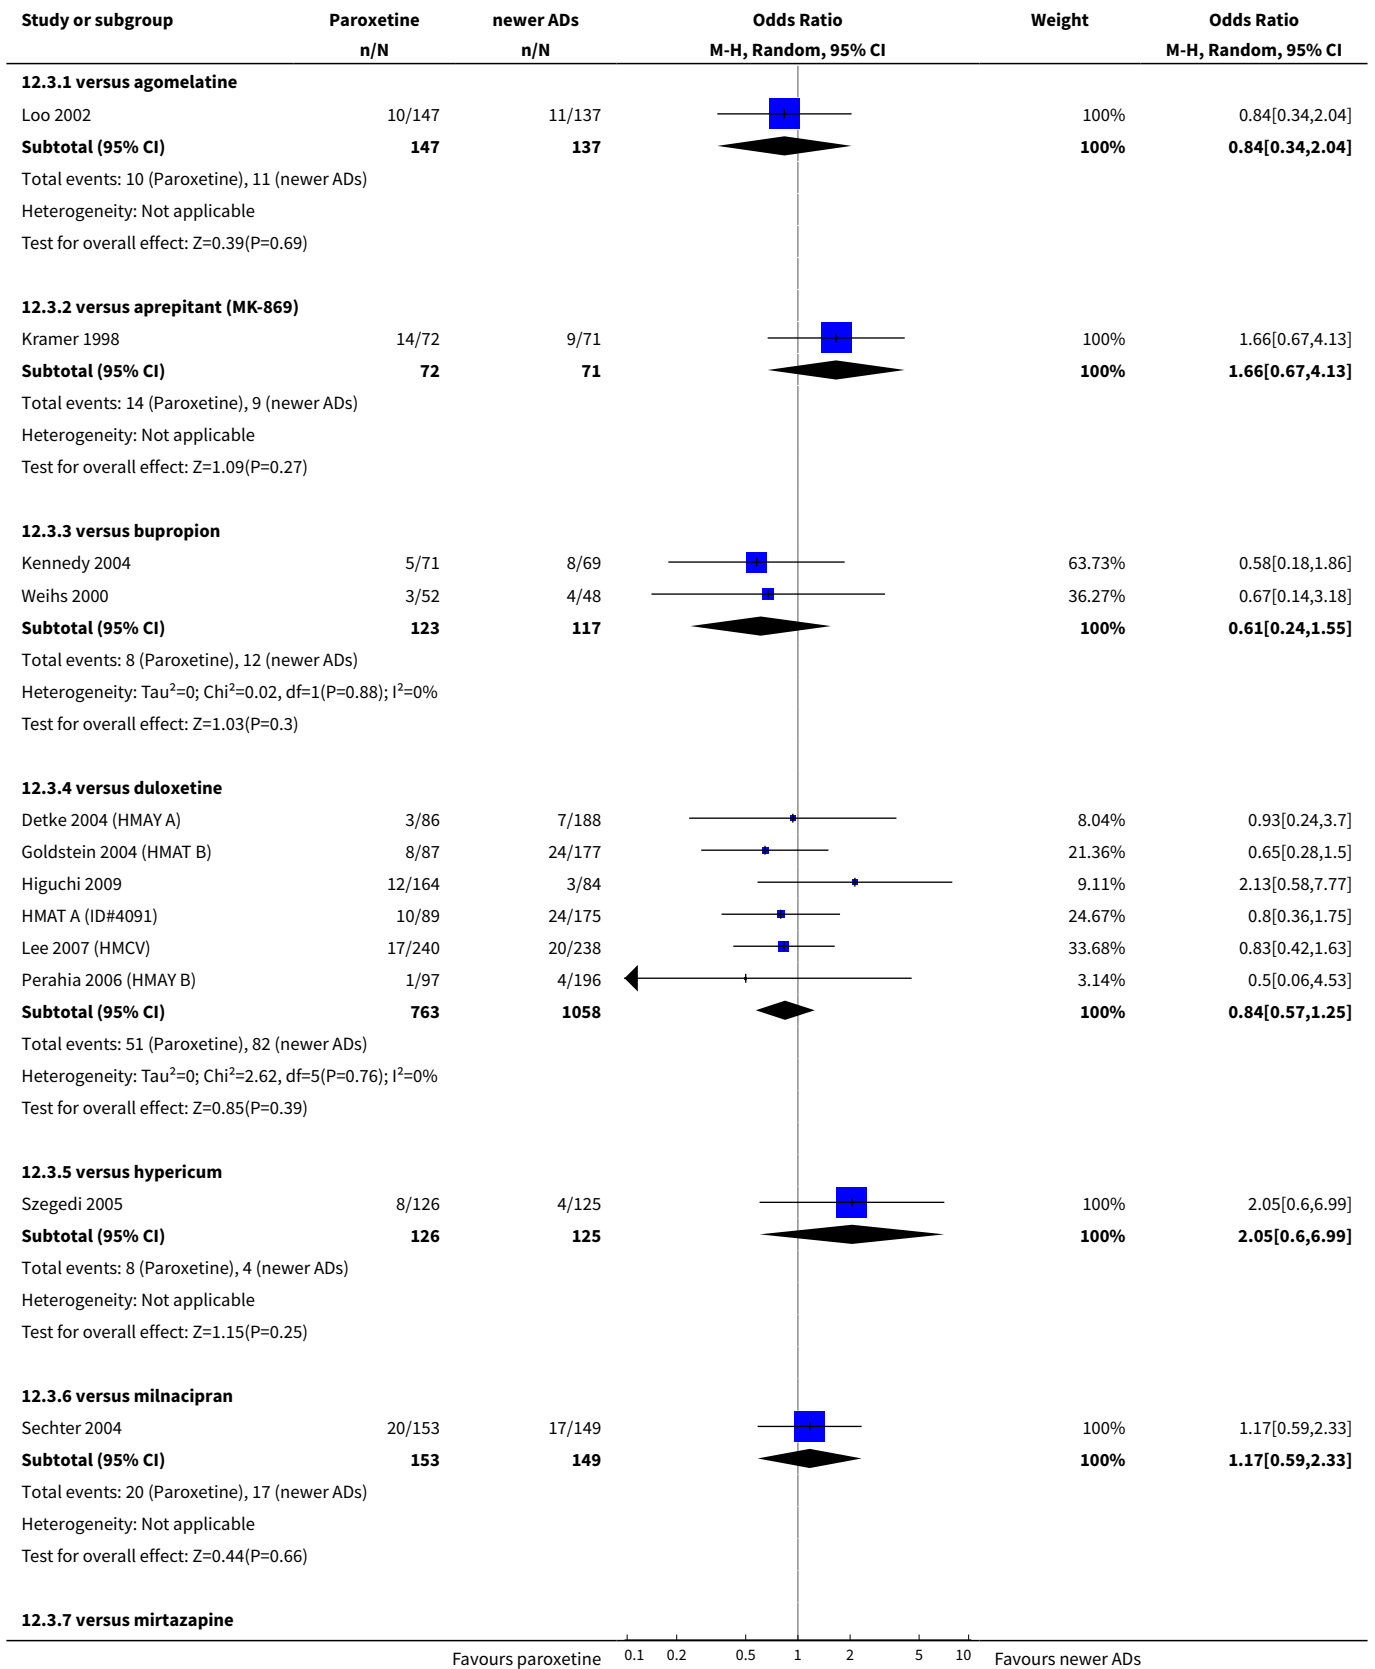 Study or subgroup Paroxetine newer ADs Odds Ratio Weight Odds Ratio
n/N n/N M-H, Random, 95% CI M-H, Random, 95% CI
12.3.1 versus agomelatine
Loo 2002 10/147 11/137 100% 0.84[0.34,2.04]
Subtotal (95% CI) 147 137 100% 0.84[0.34,2.04]
Total events: 10 (Paroxetine), 11 (newer ADs)
Heterogeneity: Not applicable
Test for overall effect: Z=0.39(P=0.69)
12.3.2 versus aprepitant (MK-869)
Kramer 1998 14/72 9/71 100% 1.66[0.67,4.13]
Subtotal (95% CI) 72 71 100% 1.66[0.67,4.13]
Total events: 14 (Paroxetine), 9 (newer ADs)
Heterogeneity: Not applicable
Test for overall effect: Z=1.09(P=0.27)
12.3.3 versus bupropion
Kennedy 2004 5/71 8/69 63.73% 0.58[0.18,1.86]
Weihs 2000 3/52 4/48 36.27% 0.67[0.14,3.18]
Subtotal (95% CI) 123 117 100% 0.61[0.24,1.55]
Total events: 8 (Paroxetine), 12 (newer ADs)
Heterogeneity: Tau²=0; Chi²=0.02, df=1(P=0.88); I²=0%
Test for overall effect: Z=1.03(P=0.3)
12.3.4 versus duloxetine
Detke 2004 (HMAY A) 3/86 7/188 8.04% 0.93[0.24,3.7]
Goldstein 2004 (HMAT B) 8/87 24/177 21.36% 0.65[0.28,1.5]
Higuchi 2009 12/164 3/84 9.11% 2.13[0.58,7.77]
HMAT A (ID#4091) 10/89 24/175 24.67% 0.8[0.36,1.75]
Lee 2007 (HMCV) 17/240 20/238 33.68% 0.83[0.42,1.63]
Perahia 2006 (HMAY B) 1/97 4/196 3.14% 0.5[0.06,4.53]
Subtotal (95% CI) 763 1058 100% 0.84[0.57,1.25]
Total events: 51 (Paroxetine), 82 (newer ADs)
Heterogeneity: Tau²=0; Chi²=2.62, df=5(P=0.76); I²=0%
Test for overall effect: Z=0.85(P=0.39)
12.3.5 versus hypericum
Szegedi 2005 8/126 4/125 100% 2.05[0.6,6.99]
Subtotal (95% CI) 126 125 100% 2.05[0.6,6.99]
Total events: 8 (Paroxetine), 4 (newer ADs)
Heterogeneity: Not applicable
Test for overall effect: Z=1.15(P=0.25)
12.3.6 versus milnacipran
Sechter 2004 20/153 17/149 100% 1.17[0.59,2.33]
Subtotal (95% CI) 153 149 100% 1.17[0.59,2.33]
Total events: 20 (Paroxetine), 17 (newer ADs)
Heterogeneity: Not applicable
Test for overall effect: Z=0.44(P=0.66)
12.3.7 versus mirtazapine
Favours paroxetine 0.1 0.2 0.5 1 2 5 10 Favours newer ADs